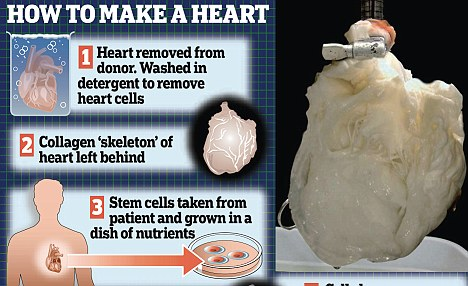 HOW TO MAKE A HEART
1 Heart removed from
donor. Washed in
detergent to remove
heart cells
2 Collagen ‘skeleton’ of
heart left behind
3 Stem cells taken from
patient and grown in a
dish of nutrients